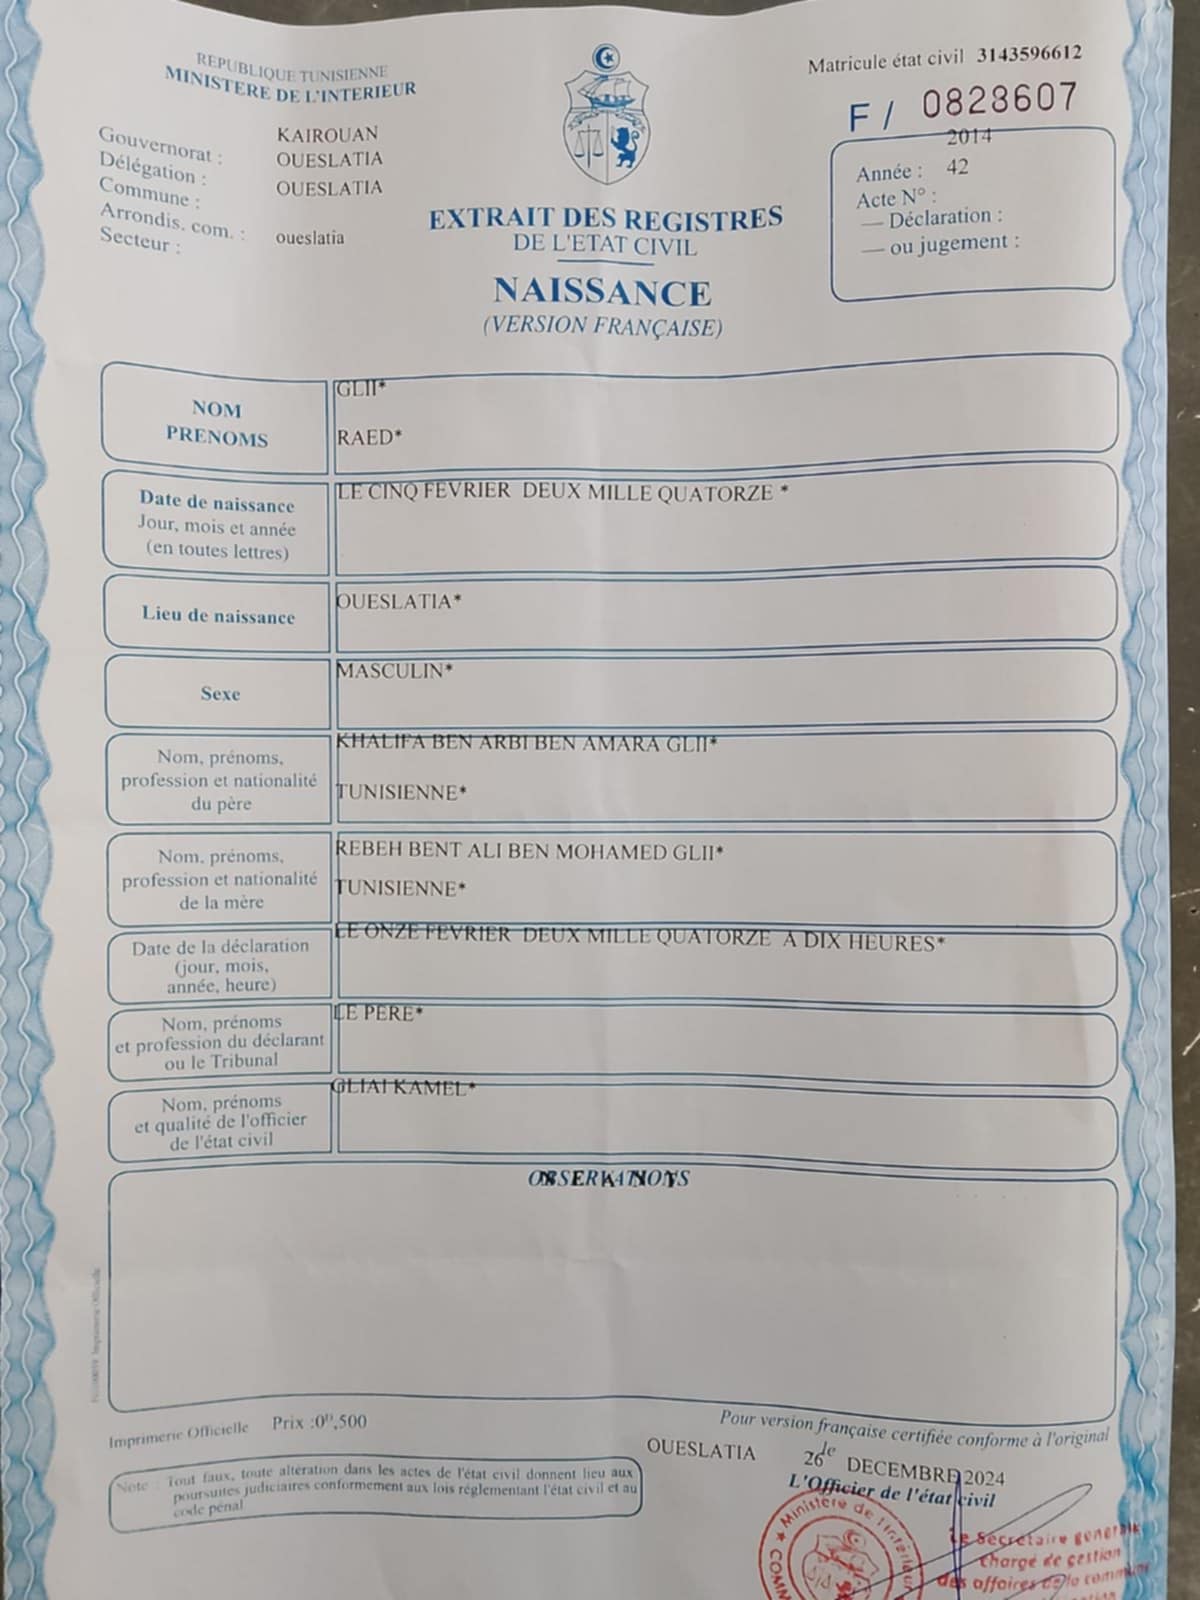 REPUBLIQUE TUNISIENNE
MINISTERE DE L'INTERIEUR
Matricule état civil 3143596612
F / 0823607
Gouvernorat : KAIROUAN
Délégation : OUESLATIA
Commune : OUESLATIA
Arrondis. com. :
Secteur : oueslatia
2014
Année : 42
Acte N° :
— Déclaration :
— ou jugement :
EXTRAIT DES REGISTRES
DE L'ETAT CIVIL
NAISSANCE
(VERSION FRANÇAISE)
NOM
PRENOMS
GLII*
RAED*
Date de naissance
Jour, mois et année
(en toutes lettres)
LE CINQ FEVRIER DEUX MILLE QUATORZE *
Lieu de naissance
OUESLATIA*
Sexe
MASCULIN*
Nom, prénoms,
profession et nationalité
du père
KHALIFA BEN ARBI BEN AMARA GLII*
TUNISIENNE*
Nom, prénoms,
profession et nationalité
de la mère
REBEH BENT ALI BEN MOHAMED GLII*
TUNISIENNE*
Date de la déclaration
(jour, mois,
année, heure)
LE ONZE FEVRIER DEUX MILLE QUATORZE A DIX HEURES*
Nom, prénoms
et profession du déclarant
ou le Tribunal
LE PERE*
Nom, prénoms
et qualité de l'officier
de l'état civil
GLIAI KAMEL*
OBSERVATIONS
Imprimerie Officielle Prix :0ᴰ,500
Pour version française certifiée conforme à l'original
OUESLATIA le 26 DECEMBRE 2024
L'Officier de l'état civil
Note : Tout faux, toute altération dans les actes de l'état civil donnent lieu aux
poursuites judiciaires conformement aux lois réglementant l'état civil et au
code pénal
Ministère de l'Intérieur
Le Secrétaire general
chargé de gestion
des affaires de la commune